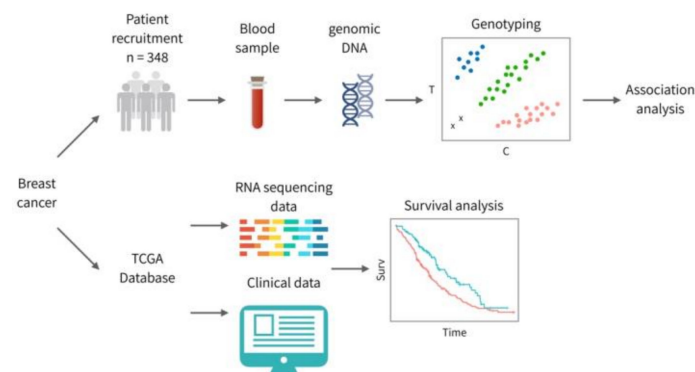 Patient
recruitment
n = 348
Blood
sample
genomic
DNA
Genotyping
T
x x
C
Association
analysis
Breast
cancer
TCGA
Database
RNA sequencing
data
Clinical data
Survival analysis
Surv
Time